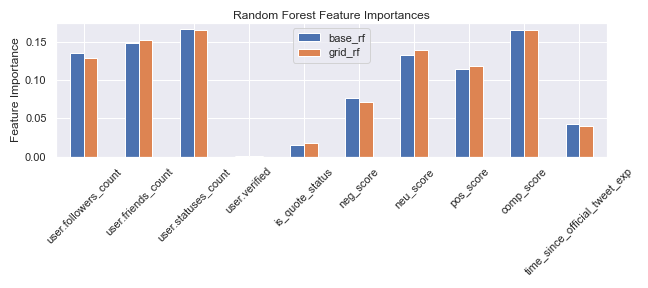 Random Forest Feature Importances
base_rf
grid_rf
Feature Importance
0.15
0.10
0.05
0.00
user.followers_count
user.friends_count
user.statuses_count
user.verified
is_quote_status
neg_score
neu_score
pos_score
comp_score
time_since_official_tweet_exp